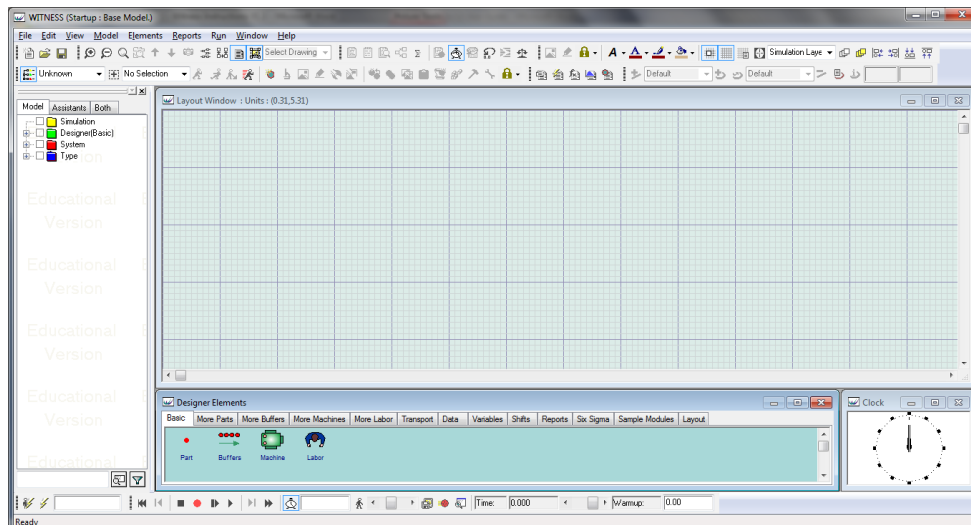 WITNESS (Startup : Base Model.)
File Edit View Model Elements Reports Run Window Help
Select Drawing
Simulation Laye
Unknown
No Selection
Default
Default
Model Assistants Both
Simulation
Designer(Basic)
System
Type
Educational
Version
Educational
Version
Educational
Version
Educational
Version
Educational
Layout Window : Units : (0.31,5.31)
Designer Elements
Basic More Parts More Buffers More Machines More Labor Transport Data Variables Shifts Reports Six Sigma Sample Modules Layout
Part Buffers Machine Labor
Clock
Time: 0.000
Warmup: 0.00
Ready